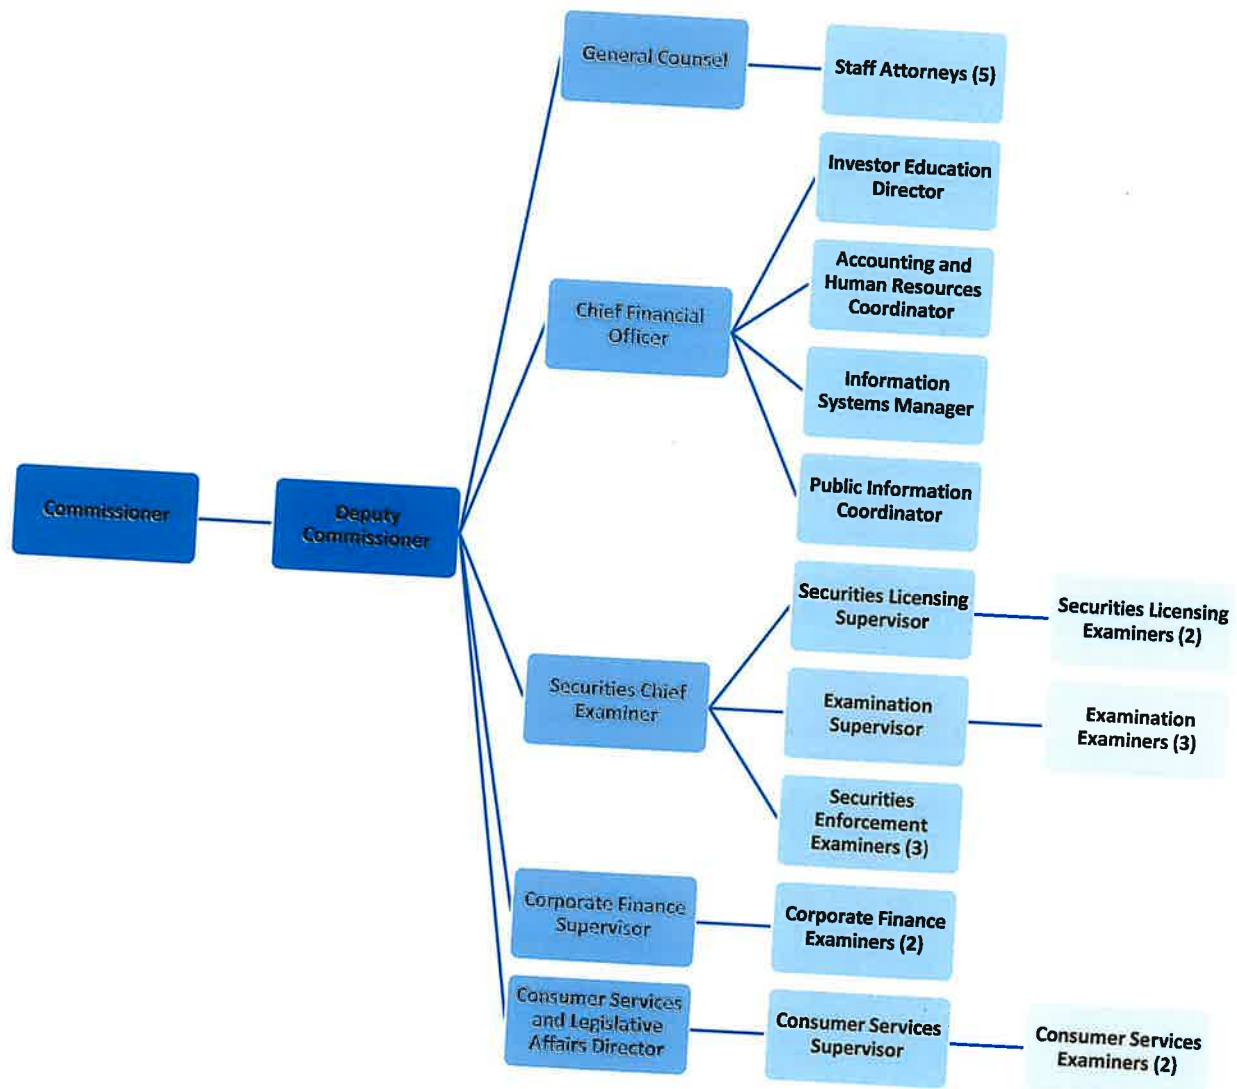 General Counsel
Staff Attorneys (5)
Investor Education
Director
Accounting and
Human Resources
Coordinator
Chief Financial
Officer
Information
Systems Manager
Public Information
Coordinator
Commissioner
Deputy
Commissioner
Securities Licensing
Supervisor
Securities Licensing
Examiners (2)
Securities Chief
Examiner
Examination
Supervisor
Examination
Examiners (3)
Securities
Enforcement
Examiners (3)
Corporate Finance
Supervisor
Corporate Finance
Examiners (2)
Consumer Services
and Legislative
Affairs Director
Consumer Services
Supervisor
Consumer Services
Examiners (2)